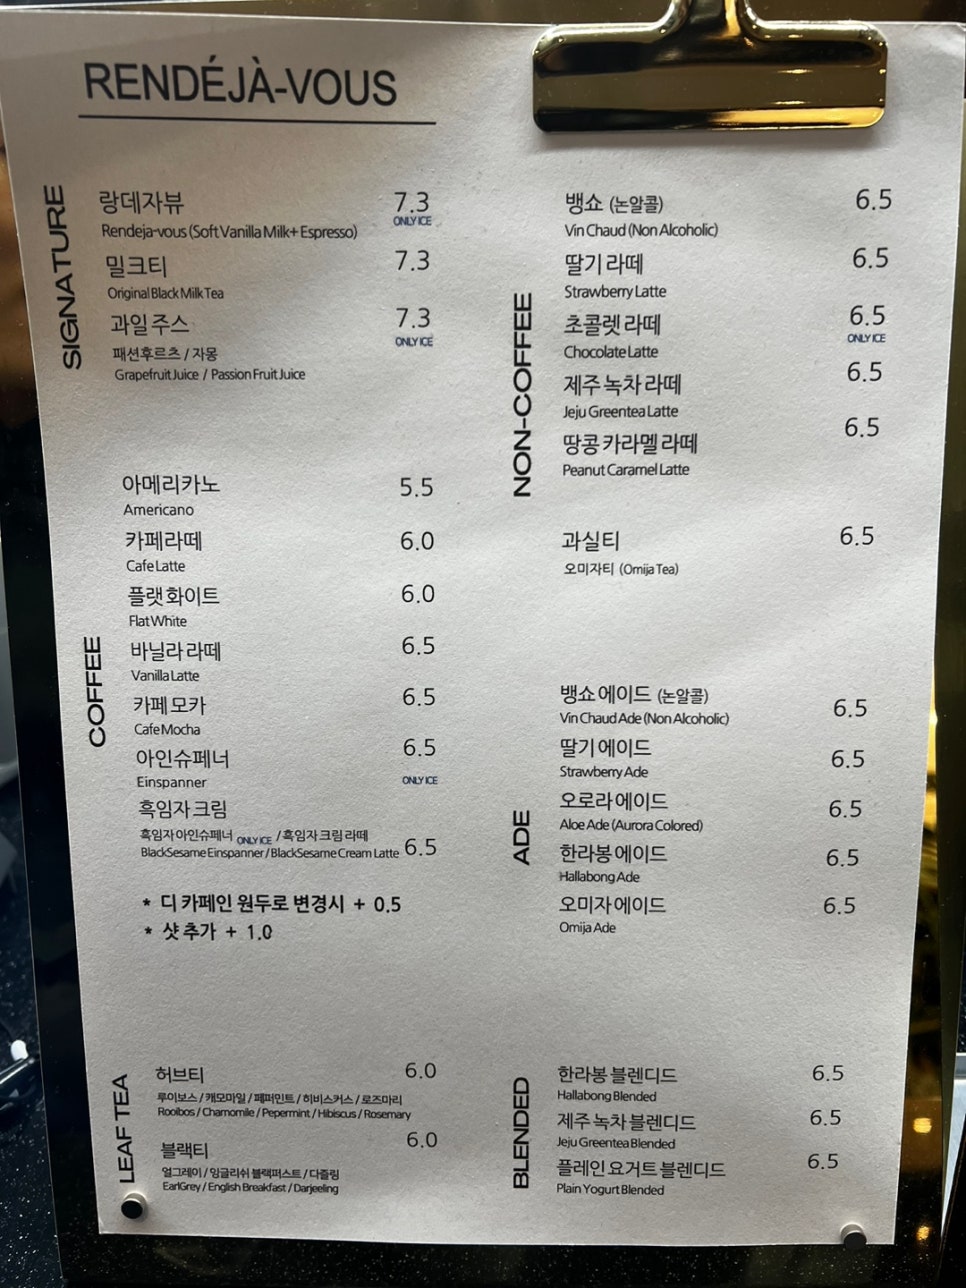 RENDÉJÀ-VOUS
SIGNATURE
랑데자뷰 7.3
ONLY ICE
Rendeja-vous (Soft Vanilla Milk+ Espresso)
밀크티 7.3
Original Black Milk Tea
과일 주스 7.3
ONLY ICE
패션후르츠 / 자몽
Grapefruit Juice / Passion Fruit Juice
COFFEE
아메리카노 5.5
Americano
카페라떼 6.0
Cafe Latte
플랫 화이트 6.0
Flat White
바닐라 라떼 6.5
Vanilla Latte
카페 모카 6.5
Cafe Mocha
아인슈페너 6.5
Einspanner ONLY ICE
흑임자 크림
흑임자 아인슈페너 ONLY ICE / 흑임자 크림 라떼
BlackSesame Einspanner / BlackSesame Cream Latte 6.5
* 디 카페인 원두로 변경시 + 0.5
* 샷 추가 + 1.0
LEAF TEA
허브티 6.0
루이보스 / 캐모마일 / 페퍼민트 / 히비스커스 / 로즈마리
Rooibos / Chamomile / Pepermint / Hibiscus / Rosemary
블랙티 6.0
얼그레이 / 잉글리쉬 블랙퍼스트 / 다즐링
EarlGrey / English Breakfast / Darjeeling
NON-COFFEE
뱅쇼 (논알콜) 6.5
Vin Chaud (Non Alcoholic)
딸기 라떼 6.5
Strawberry Latte
초콜렛 라떼 6.5
ONLY ICE
Chocolate Latte
제주 녹차 라떼 6.5
Jeju Greentea Latte
땅콩 카라멜 라떼 6.5
Peanut Caramel Latte
과실티 6.5
오미자티 (Omija Tea)
ADE
뱅쇼 에이드 (논알콜) 6.5
Vin Chaud Ade (Non Alcoholic)
딸기 에이드 6.5
Strawberry Ade
오로라 에이드 6.5
Aloe Ade (Aurora Colored)
한라봉 에이드 6.5
Hallabong Ade
오미자 에이드 6.5
Omija Ade
BLENDED
한라봉 블렌디드 6.5
Hallabong Blended
제주 녹차 블렌디드 6.5
Jeju Greentea Blended
플레인 요거트 블렌디드 6.5
Plain Yogurt Blended